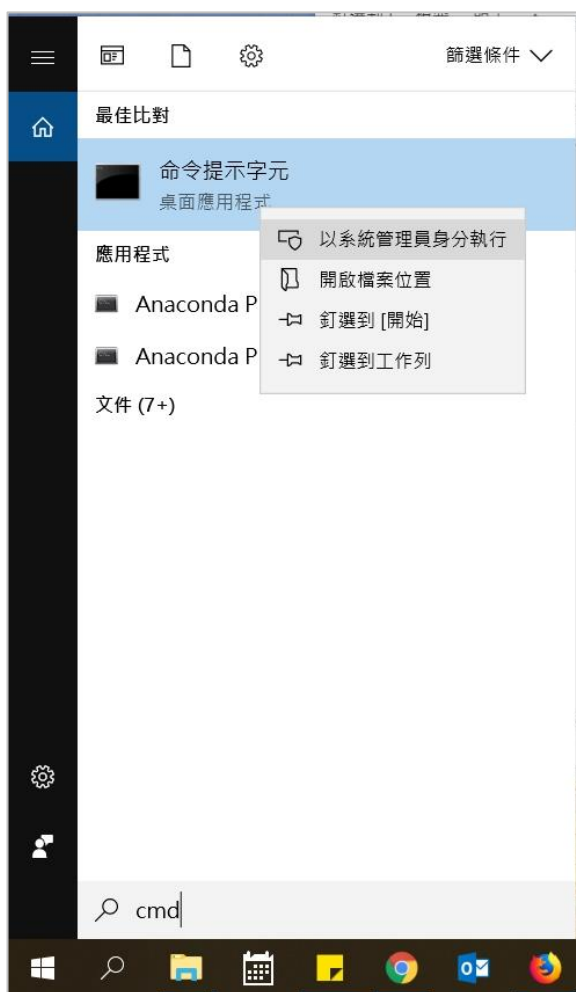 篩選條件
最佳比對
命令提示字元
桌面應用程式
以系統管理員身分執行
應用程式
開啟檔案位置
Anaconda P
釘選到 [開始]
Anaconda P
釘選到工作列
文件 (7+)
cmd